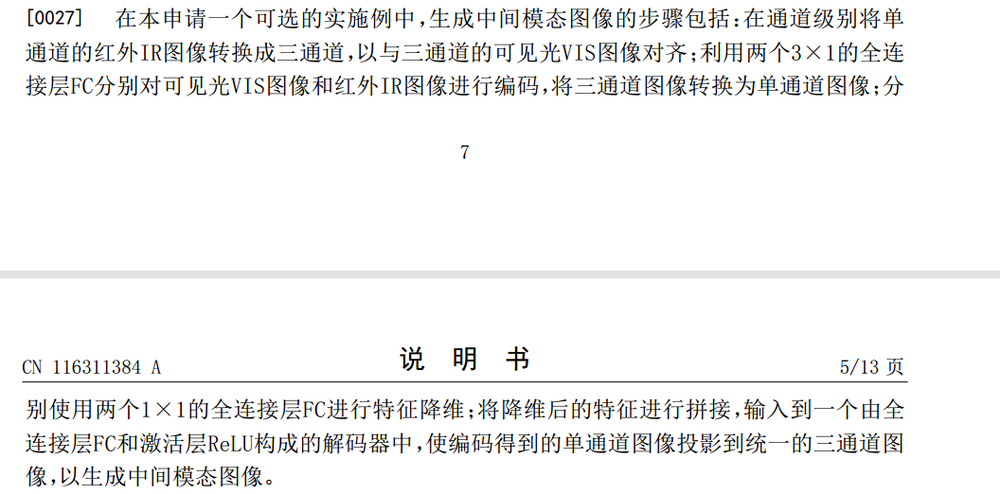 [0027] 在本申请一个可选的实施例中,生成中间模态图像的步骤包括:在通道级别将单
通道的红外IR图像转换成三通道,以与三通道的可见光VIS图像对齐;利用两个3×1的全连
接层FC分别对可见光VIS图像和红外IR图像进行编码,将三通道图像转换为单通道图像;分
7
CN 116311384 A 说 明 书 5/13 页
别使用两个1×1的全连接层FC进行特征降维;将降维后的特征进行拼接,输入到一个由全
连接层FC和激活层ReLU构成的解码器中,使编码得到的单通道图像投影到统一的三通道图
像,以生成中间模态图像。